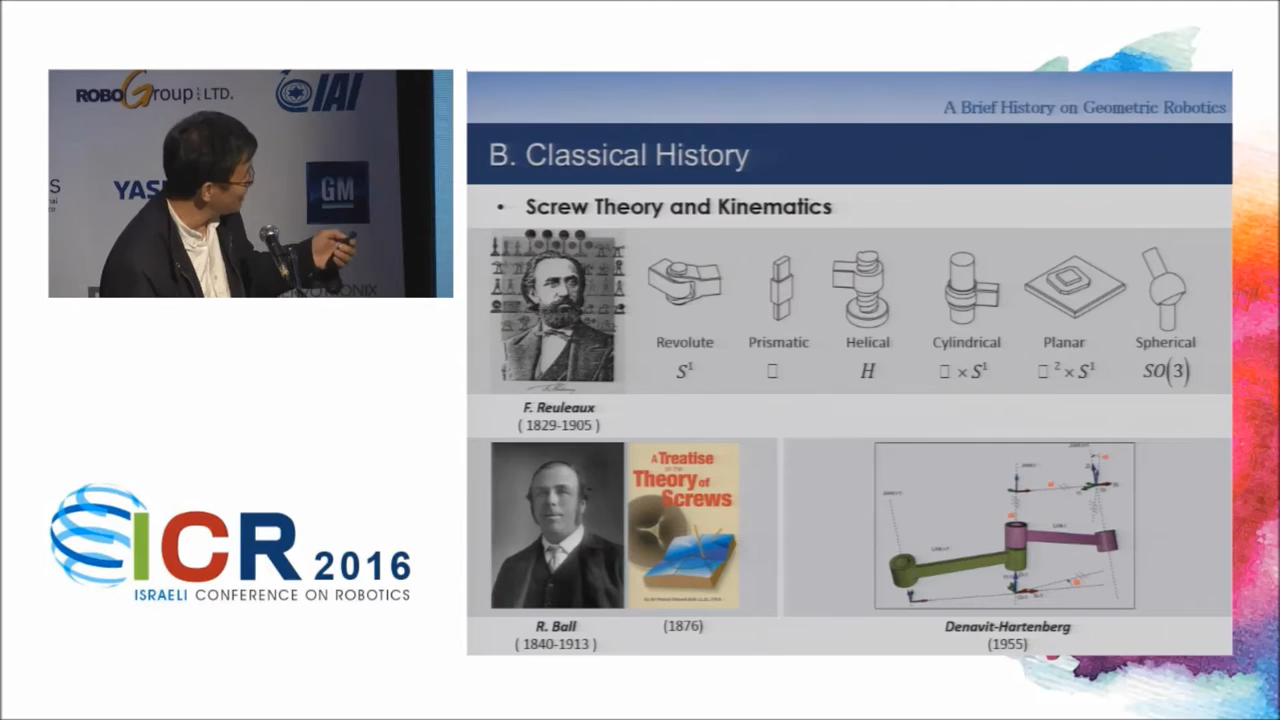 ROBOGroup LTD.
IAI
YAS
GM
A Brief History on Geometric Robotics
B. Classical History
• Screw Theory and Kinematics
Revolute Prismatic Helical Cylindrical Planar Spherical
S¹ □ H □ × S¹ □ ² × S¹ SO(3)
F. Reuleaux
( 1829-1905 )
A Treatise
Theory of
Screws
R. Ball
( 1840-1913 )
(1876)
Denavit-Hartenberg
(1955)
ICR 2016
ISRAELI CONFERENCE ON ROBOTICS